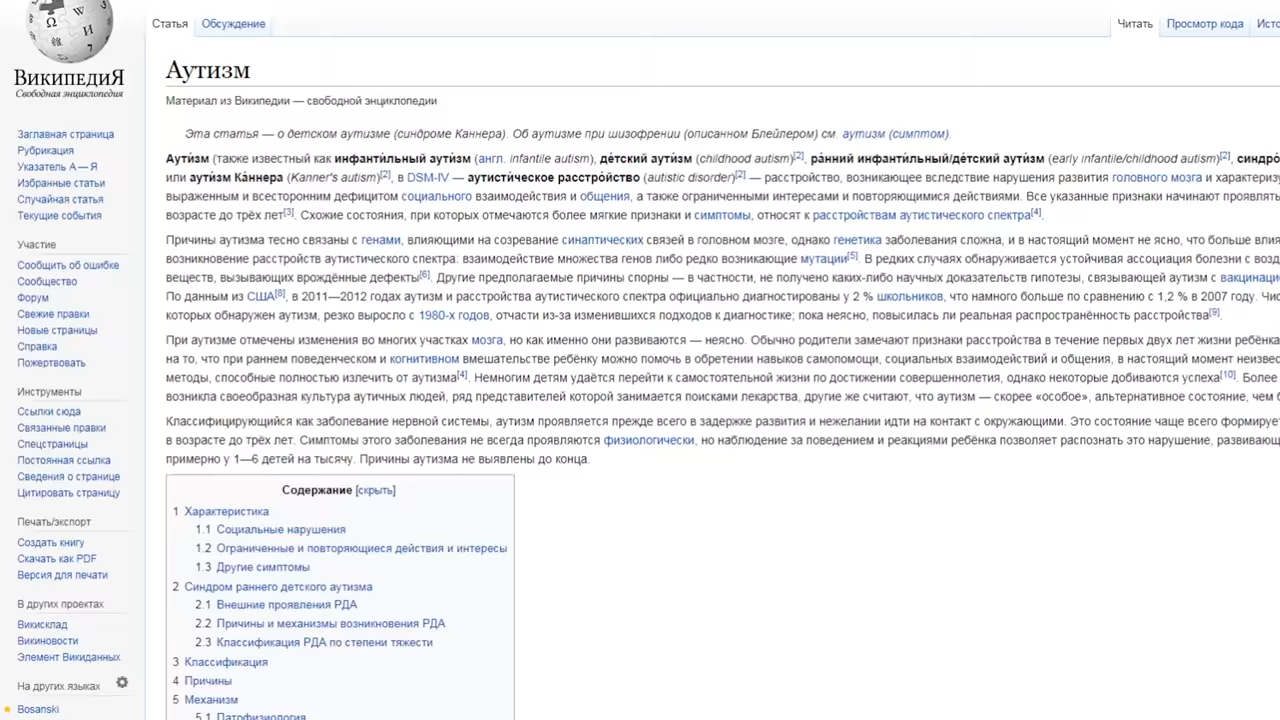 Статья
Обсуждение
Читать
Просмотр кода
ВИКИПЕДИЯ
Свободная энциклопедия
Заглавная страница
Рубрикация
Указатель А — Я
Избранные статьи
Случайная статья
Текущие события
Участие
Сообщить об ошибке
Сообщество
Форум
Свежие правки
Новые страницы
Справка
Пожертвовать
Инструменты
Ссылки сюда
Связанные правки
Спецстраницы
Постоянная ссылка
Сведения о странице
Цитировать страницу
Печать/экспорт
Создать книгу
Скачать как PDF
Версия для печати
В других проектах
Викисклад
Викиновости
Элемент Викиданных
На других языках
Bosanski
Аутизм
Материал из Википедии — свободной энциклопедии
Эта статья — о детском аутизме (синдроме Каннера). Об аутизме при шизофрении (описанном Блейлером) см. аутизм (симптом).
Аути́зм (также известный как инфанти́льный аути́зм (англ. infantile autism), де́тский аути́зм (childhood autism)[2], ра́нний инфанти́льный/де́тский аути́зм (early infantile/childhood autism)[2],
или аути́зм Ка́ннера (Kanner's autism)[2], в DSM-IV — аутисти́ческое расстро́йство (autistic disorder)[2] — расстройство, возникающее вследствие нарушения развития головного мозга и
выраженным и всесторонним дефицитом социального взаимодействия и общения, а также ограниченными интересами и повторяющимися действиями. Все указанные признаки начинают
возрасте до трёх лет[3]. Схожие состояния, при которых отмечаются более мягкие признаки и симптомы, относят к расстройствам аутистического спектра[4].
Причины аутизма тесно связаны с генами, влияющими на созревание синаптических связей в головном мозге, однако генетика заболевания сложна, и в настоящий момент не ясно, что больше
возникновение расстройств аутистического спектра: взаимодействие множества генов либо редко возникающие мутации[5]. В редких случаях обнаруживается устойчивая ассоциация болезни с
веществ, вызывающих врождённые дефекты[6]. Другие предполагаемые причины спорны — в частности, не получено каких-либо научных доказательств гипотезы, связывающей аутизм с
По данным из США[8], в 2011—2012 годах аутизм и расстройства аутистического спектра официально диагностированы у 2 % школьников, что намного больше по сравнению с 1,2 % в 2007 году.
которых обнаружен аутизм, резко выросло с 1980-х годов, отчасти из-за изменившихся подходов к диагностике; пока неясно, повысилась ли реальная распространённость расстройства[9].
При аутизме отмечены изменения во многих участках мозга, но как именно они развиваются — неясно. Обычно родители замечают признаки расстройства в течение первых двух лет жизни ребёнка
на то, что при раннем поведенческом и когнитивном вмешательстве ребёнку можно помочь в обретении навыков самопомощи, социальных взаимодействий и общения, в настоящий момент
методы, способные полностью излечить от аутизма[4]. Немногим детям удаётся перейти к самостоятельной жизни по достижении совершеннолетия, однако некоторые добиваются успеха[10]. Более
возникла своеобразная культура аутичных людей, ряд представителей которой занимается поисками лекарства, другие же считают, что аутизм — скорее «особое», альтернативное состояние, чем
Классифицирующийся как заболевание нервной системы, аутизм проявляется прежде всего в задержке развития и нежелании идти на контакт с окружающими. Это состояние чаще всего
в возрасте до трёх лет. Симптомы этого заболевания не всегда проявляются физиологически, но наблюдение за поведением и реакциями ребёнка позволяет распознать это нарушение,
примерно у 1—6 детей на тысячу. Причины аутизма не выявлены до конца.
Содержание [скрыть]
1 Характеристика
1.1 Социальные нарушения
1.2 Ограниченные и повторяющиеся действия и интересы
1.3 Другие симптомы
2 Синдром раннего детского аутизма
2.1 Внешние проявления РДА
2.2 Причины и механизмы возникновения РДА
2.3 Классификация РДА по степени тяжести
3 Классификация
4 Причины
5 Механизм
5.1 Патофизиология